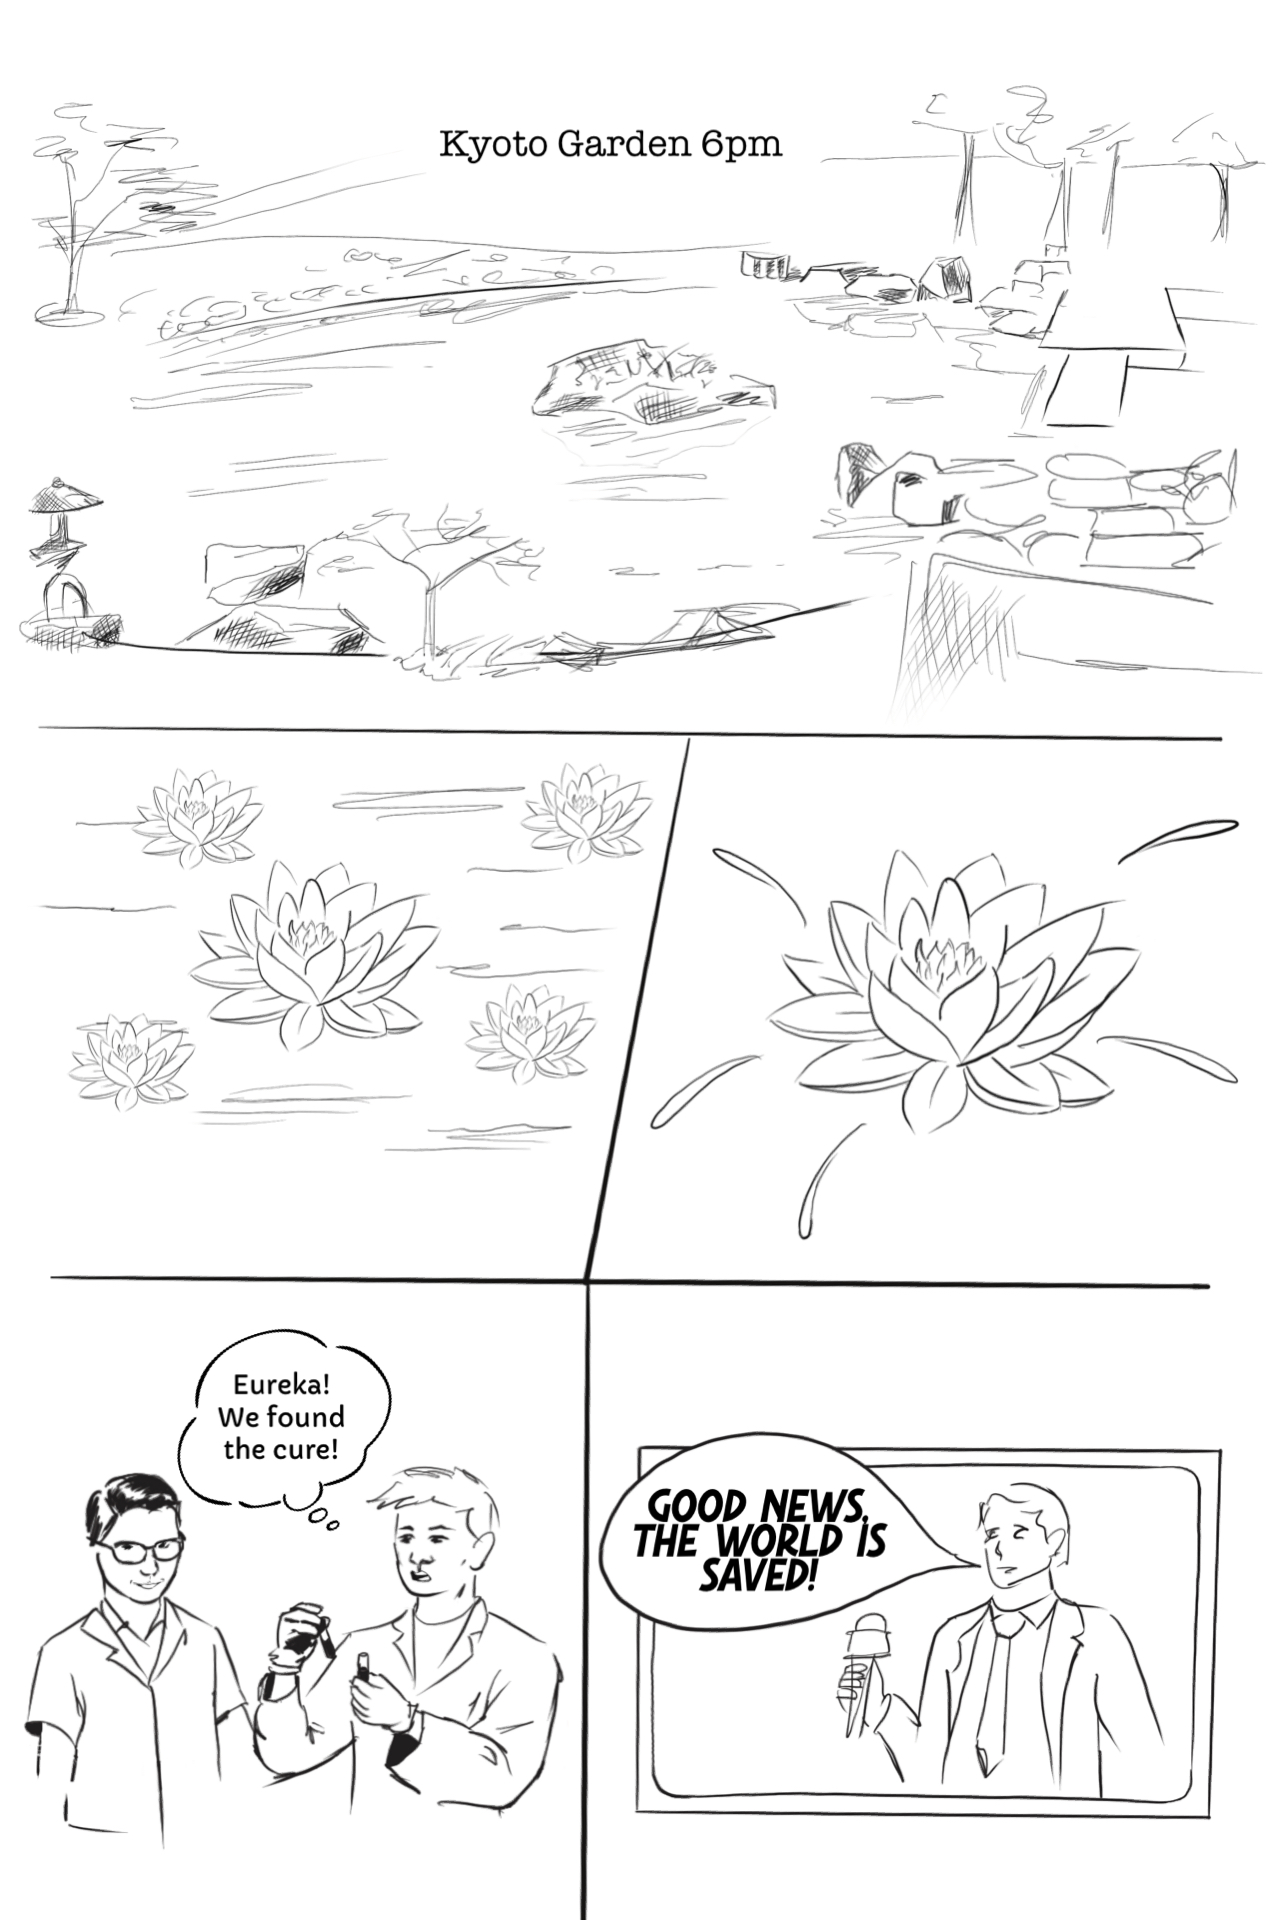 Kyoto Garden 6pm
Eureka!
We found
the cure!
GOOD NEWS,
THE WORLD IS
SAVED!